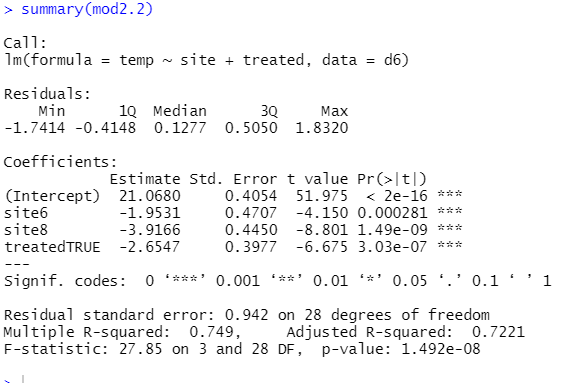 > summary(mod2.2)
Call:
lm(formula = temp ~ site + treated, data = d6)
Residuals:
    Min      1Q  Median      3Q     Max
-1.7414 -0.4148  0.1277  0.5050  1.8320
Coefficients:
            Estimate Std. Error t value Pr(>|t|)
(Intercept)  21.0680     0.4054  51.975  < 2e-16 ***
site6        -1.9531     0.4707  -4.150 0.000281 ***
site8        -3.9166     0.4450  -8.801 1.49e-09 ***
treatedTRUE  -2.6547     0.3977  -6.675 3.03e-07 ***
---
Signif. codes:  0 ‘***’ 0.001 ‘**’ 0.01 ‘*’ 0.05 ‘.’ 0.1 ‘ ’ 1
Residual standard error: 0.942 on 28 degrees of freedom
Multiple R-squared:  0.749,	Adjusted R-squared:  0.7221
F-statistic: 27.85 on 3 and 28 DF,  p-value: 1.492e-08
>